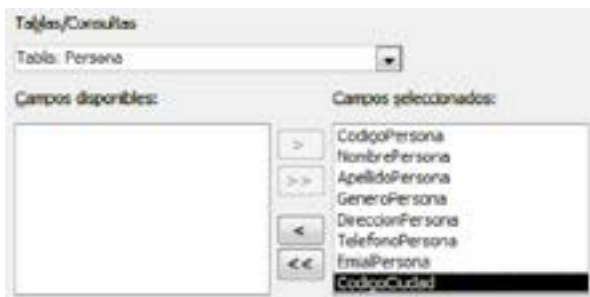 Tablas/Consultas
Tabla: Persona
Campos disponibles:
Campos seleccionados:
>
>>
<
<<
CodigoPersona
NombrePersona
ApellidoPersona
GeneroPersona
DireccionPersona
TelefonoPersona
EmialPersona
CodigoCiudad